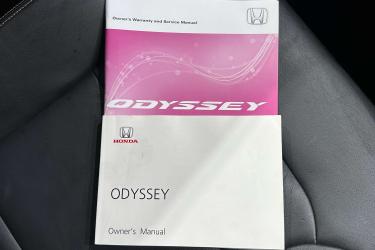 Owner's Warranty and Service Manual
ODYSSEY
HONDA
ODYSSEY
Owner's Manual